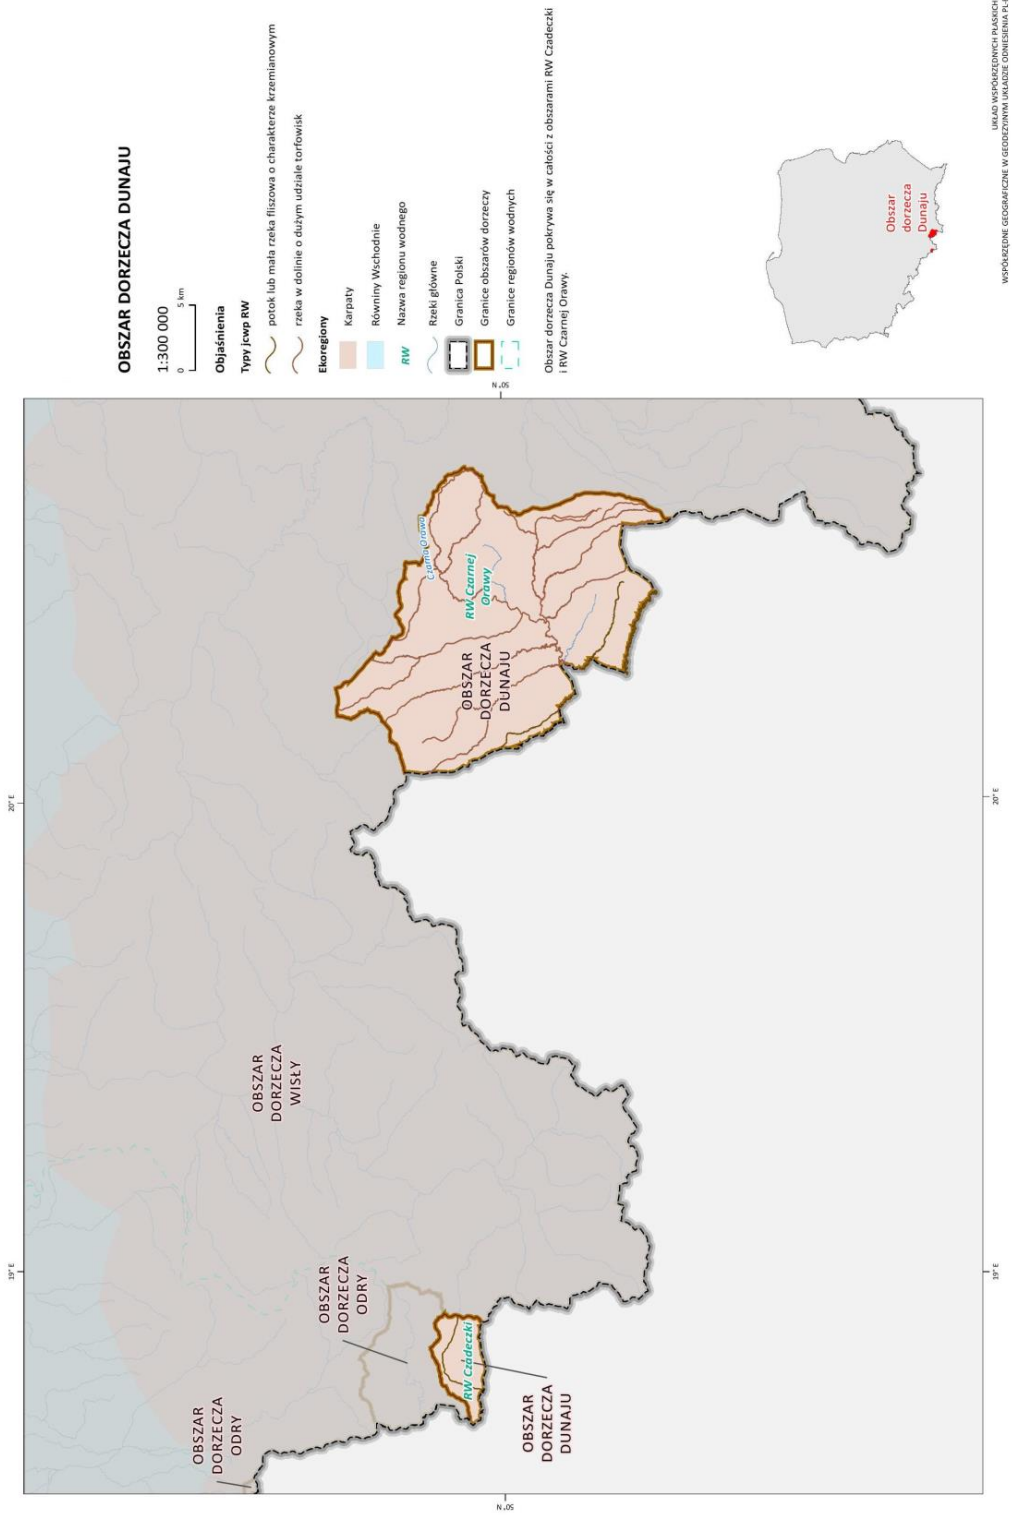 OBSZAR DORZECZA DUNAJU
1:300 000
0 5 km
Objaśnienia
Typy jcwp RW
potok lub mała rzeka fliszowa o charakterze krzemianowym
rzeka w dolinie o dużym udziale torfowisk
Ekoregiony
Karpaty
Równiny Wschodnie
RW Nazwa regionu wodnego
Rzeki główne
Granica Polski
Granice obszarów dorzeczy
Granice regionów wodnych
Obszar dorzecza Dunaju pokrywa się w całości z obszarami RW Czadeczki
i RW Czarnej Orawy.
Obszar
dorzecza
Dunaju
UKŁAD WSPÓŁRZĘDNYCH PŁASKICH
WSPÓŁRZĘDNE GEOGRAFICZNE W GEODEZYJNYM UKŁADZIE ODNIESIENIA PL-
19° E
20° E
OBSZAR
DORZECZA
ODRY
OBSZAR
DORZECZA
ODRY
OBSZAR
DORZECZA
WISŁY
Czarna Orawa
RW Czarnej
Orawy
OBSZAR
DORZECZA
DUNAJU
RW Czadeczki
OBSZAR
DORZECZA
DUNAJU
50° N
50° N
19° E
20° E